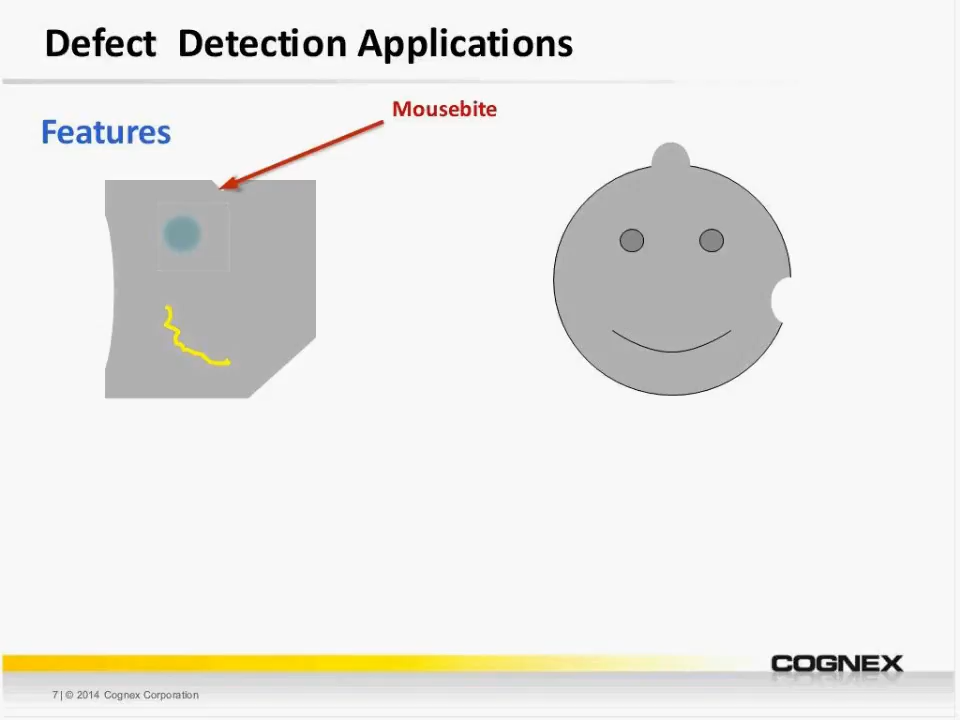 Defect Detection Applications
Mousebite
Features
COGNEX
7| © 2014 Cognex Corporation